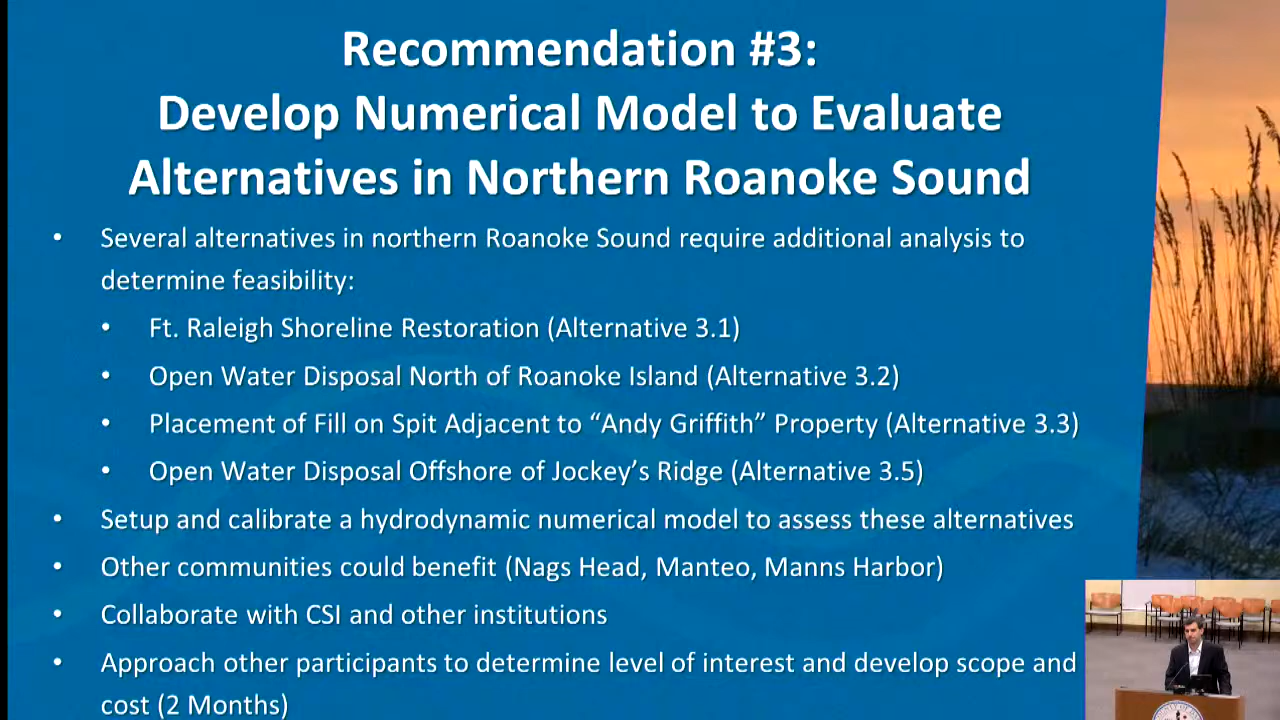 Recommendation #3:
Develop Numerical Model to Evaluate
Alternatives in Northern Roanoke Sound
• Several alternatives in northern Roanoke Sound require additional analysis to
determine feasibility:
• Ft. Raleigh Shoreline Restoration (Alternative 3.1)
• Open Water Disposal North of Roanoke Island (Alternative 3.2)
• Placement of Fill on Spit Adjacent to “Andy Griffith” Property (Alternative 3.3)
• Open Water Disposal Offshore of Jockey’s Ridge (Alternative 3.5)
• Setup and calibrate a hydrodynamic numerical model to assess these alternatives
• Other communities could benefit (Nags Head, Manteo, Manns Harbor)
• Collaborate with CSI and other institutions
• Approach other participants to determine level of interest and develop scope and
cost (2 Months)